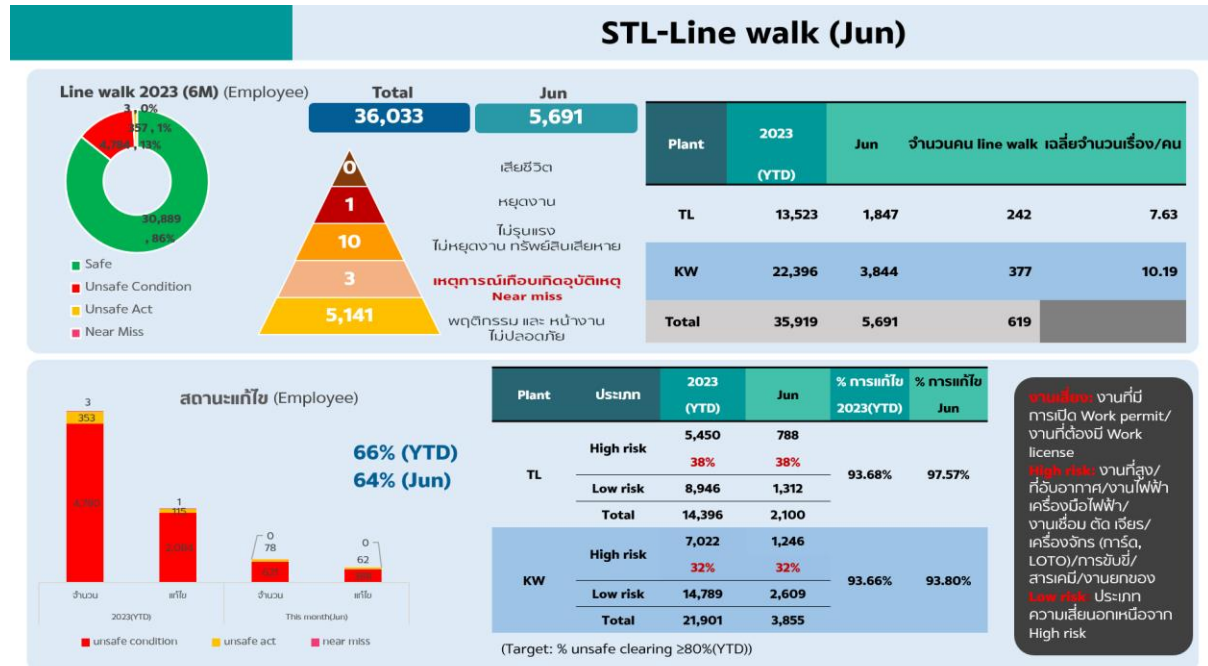 STL-Line walk (Jun)
Line walk 2023 (6M) (Employee)
3 , 0%
357 , 1%
13%
30,889
, 86%
Safe
Unsafe Condition
Unsafe Act
Near Miss
Total
36,033
Jun
5,691
0
เสียชีวิต
1
หยุดงาน
10
ไม่รุนแรง
ไม่หยุดงาน ทรัพย์สินเสียหาย
3
เหตุการณ์เกือบเกิดอุบัติเหตุ
Near miss
5,141
พฤติกรรม และ หน้างาน
ไม่ปลอดภัย
Plant 2023 (YTD) Jun จำนวนคน line walk เฉลี่ยจำนวนเรื่อง/คน
TL 13,523 1,847 242 7.63
KW 22,396 3,844 377 10.19
Total 35,919 5,691 619
สถานะแก้ไข (Employee)
66% (YTD)
64% (Jun)
3
353
1
115
0
78
0
62
จำนวน แก้ไข จำนวน แก้ไข
2023(YTD) This month(Jun)
unsafe condition unsafe act near miss
Plant ประเภท 2023 (YTD) Jun % การแก้ไข 2023(YTD) % การแก้ไข Jun
TL High risk 5,450 788 93.68% 97.57%
38% 38%
Low risk 8,946 1,312
Total 14,396 2,100
KW High risk 7,022 1,246 93.66% 93.80%
32% 32%
Low risk 14,789 2,609
Total 21,901 3,855
(Target: % unsafe clearing ≥80%(YTD))
งานเสี่ยง: งานที่มี
การเปิด Work permit/
งานที่ต้องมี Work
license
High risk: งานที่สูง/
ที่อับอากาศ/งานไฟฟ้า
เครื่องมือไฟฟ้า/
งานเชื่อม ตัด เจียร/
เครื่องจักร (การ์ด,
LOTO)/การขับขี่/
สารเคมี/งานยกของ
Low risk: ประเภท
ความเสี่ยงนอกเหนือจาก
High risk